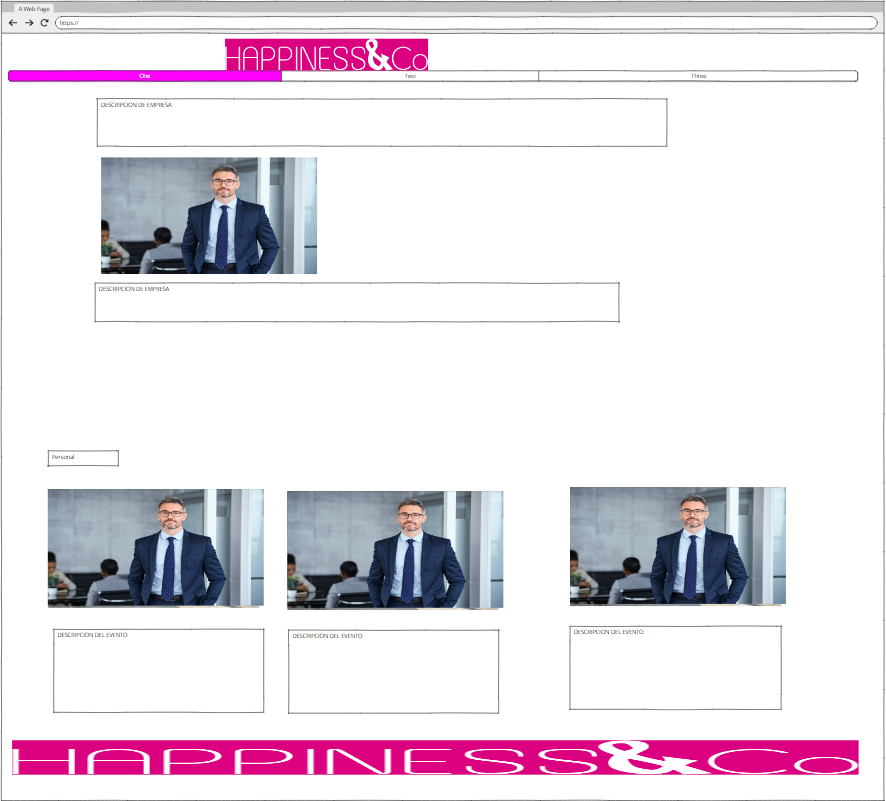 A Web Page
https://
HAPPINESS&Co
One Two Three
DESCRIPCION DE EMPRESA
DESCRIPCION DE EMPRESA
Personal
DESCRIPCION DEL EVENTO DESCRIPCION DEL EVENTO DESCRIPCION DEL EVENTO
HAPPINESS&Co